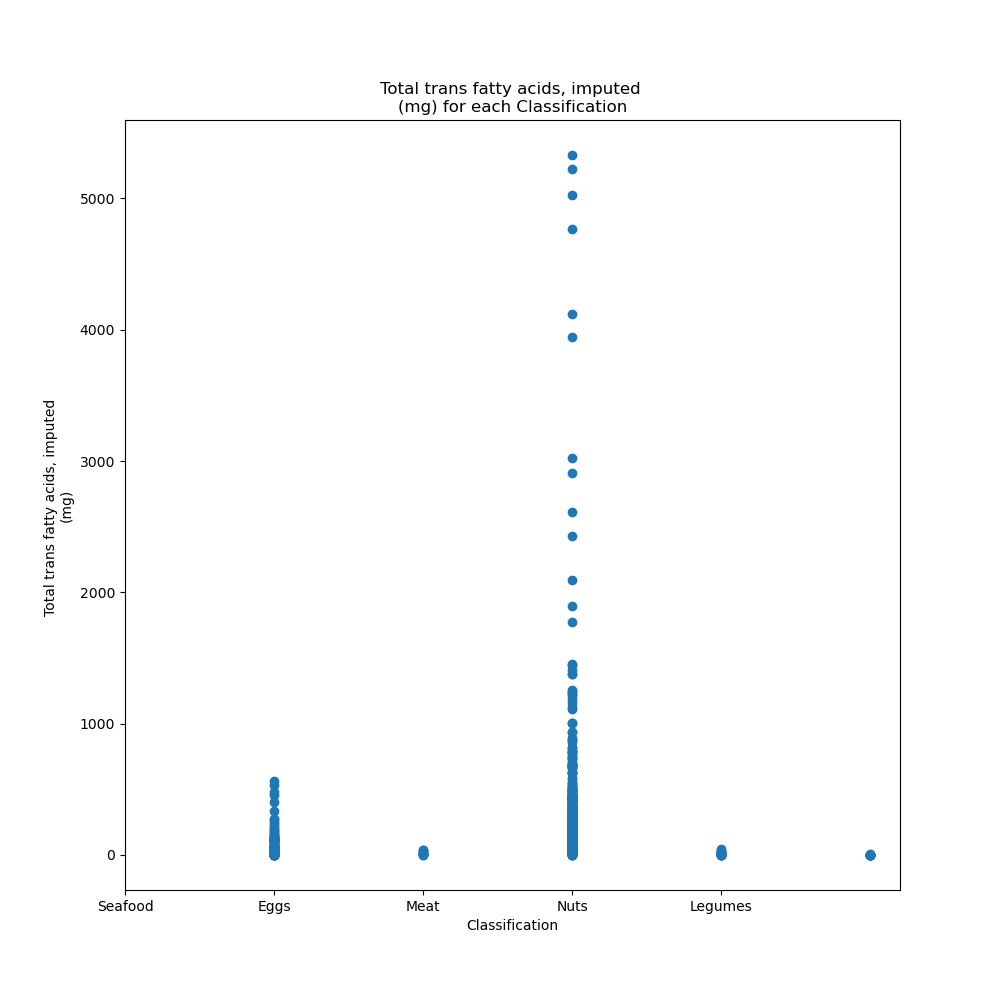 Total trans fatty acids, imputed
(mg) for each Classification
Total trans fatty acids, imputed
(mg)
5000
4000
3000
2000
1000
0
Seafood Eggs Meat Nuts Legumes
Classification